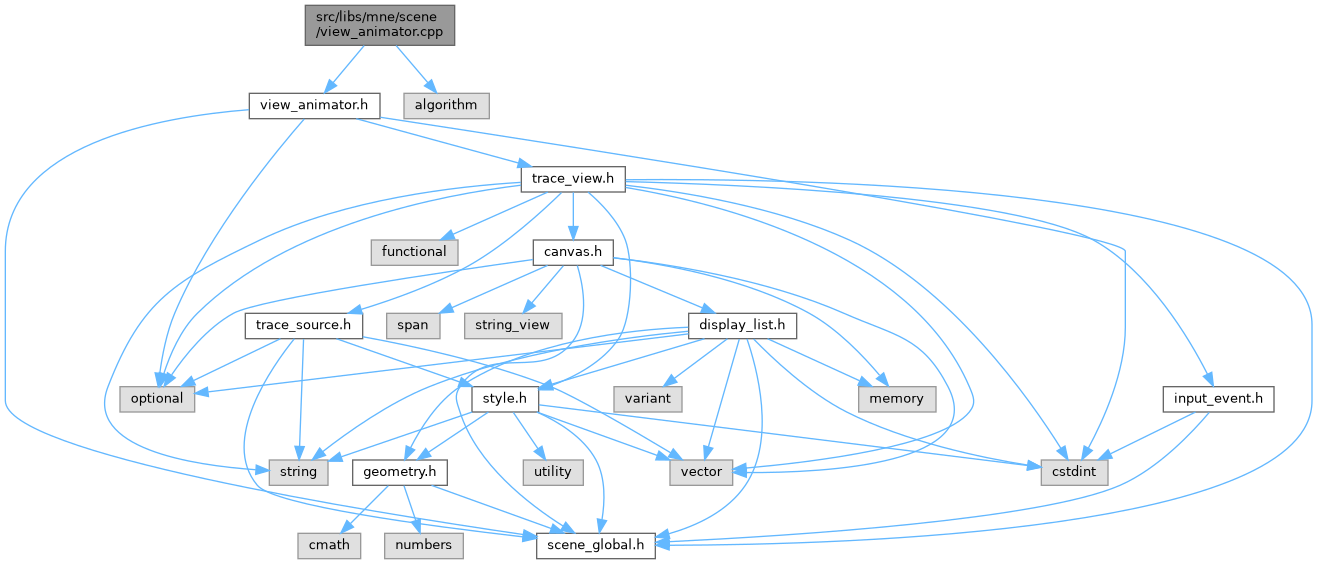 src/libs/mne/scene
/view_animator.cpp
view_animator.h
algorithm
trace_view.h
functional
canvas.h
trace_source.h
span
string_view
display_list.h
optional
style.h
variant
memory
input_event.h
string
geometry.h
utility
vector
cstdint
cmath
numbers
scene_global.h